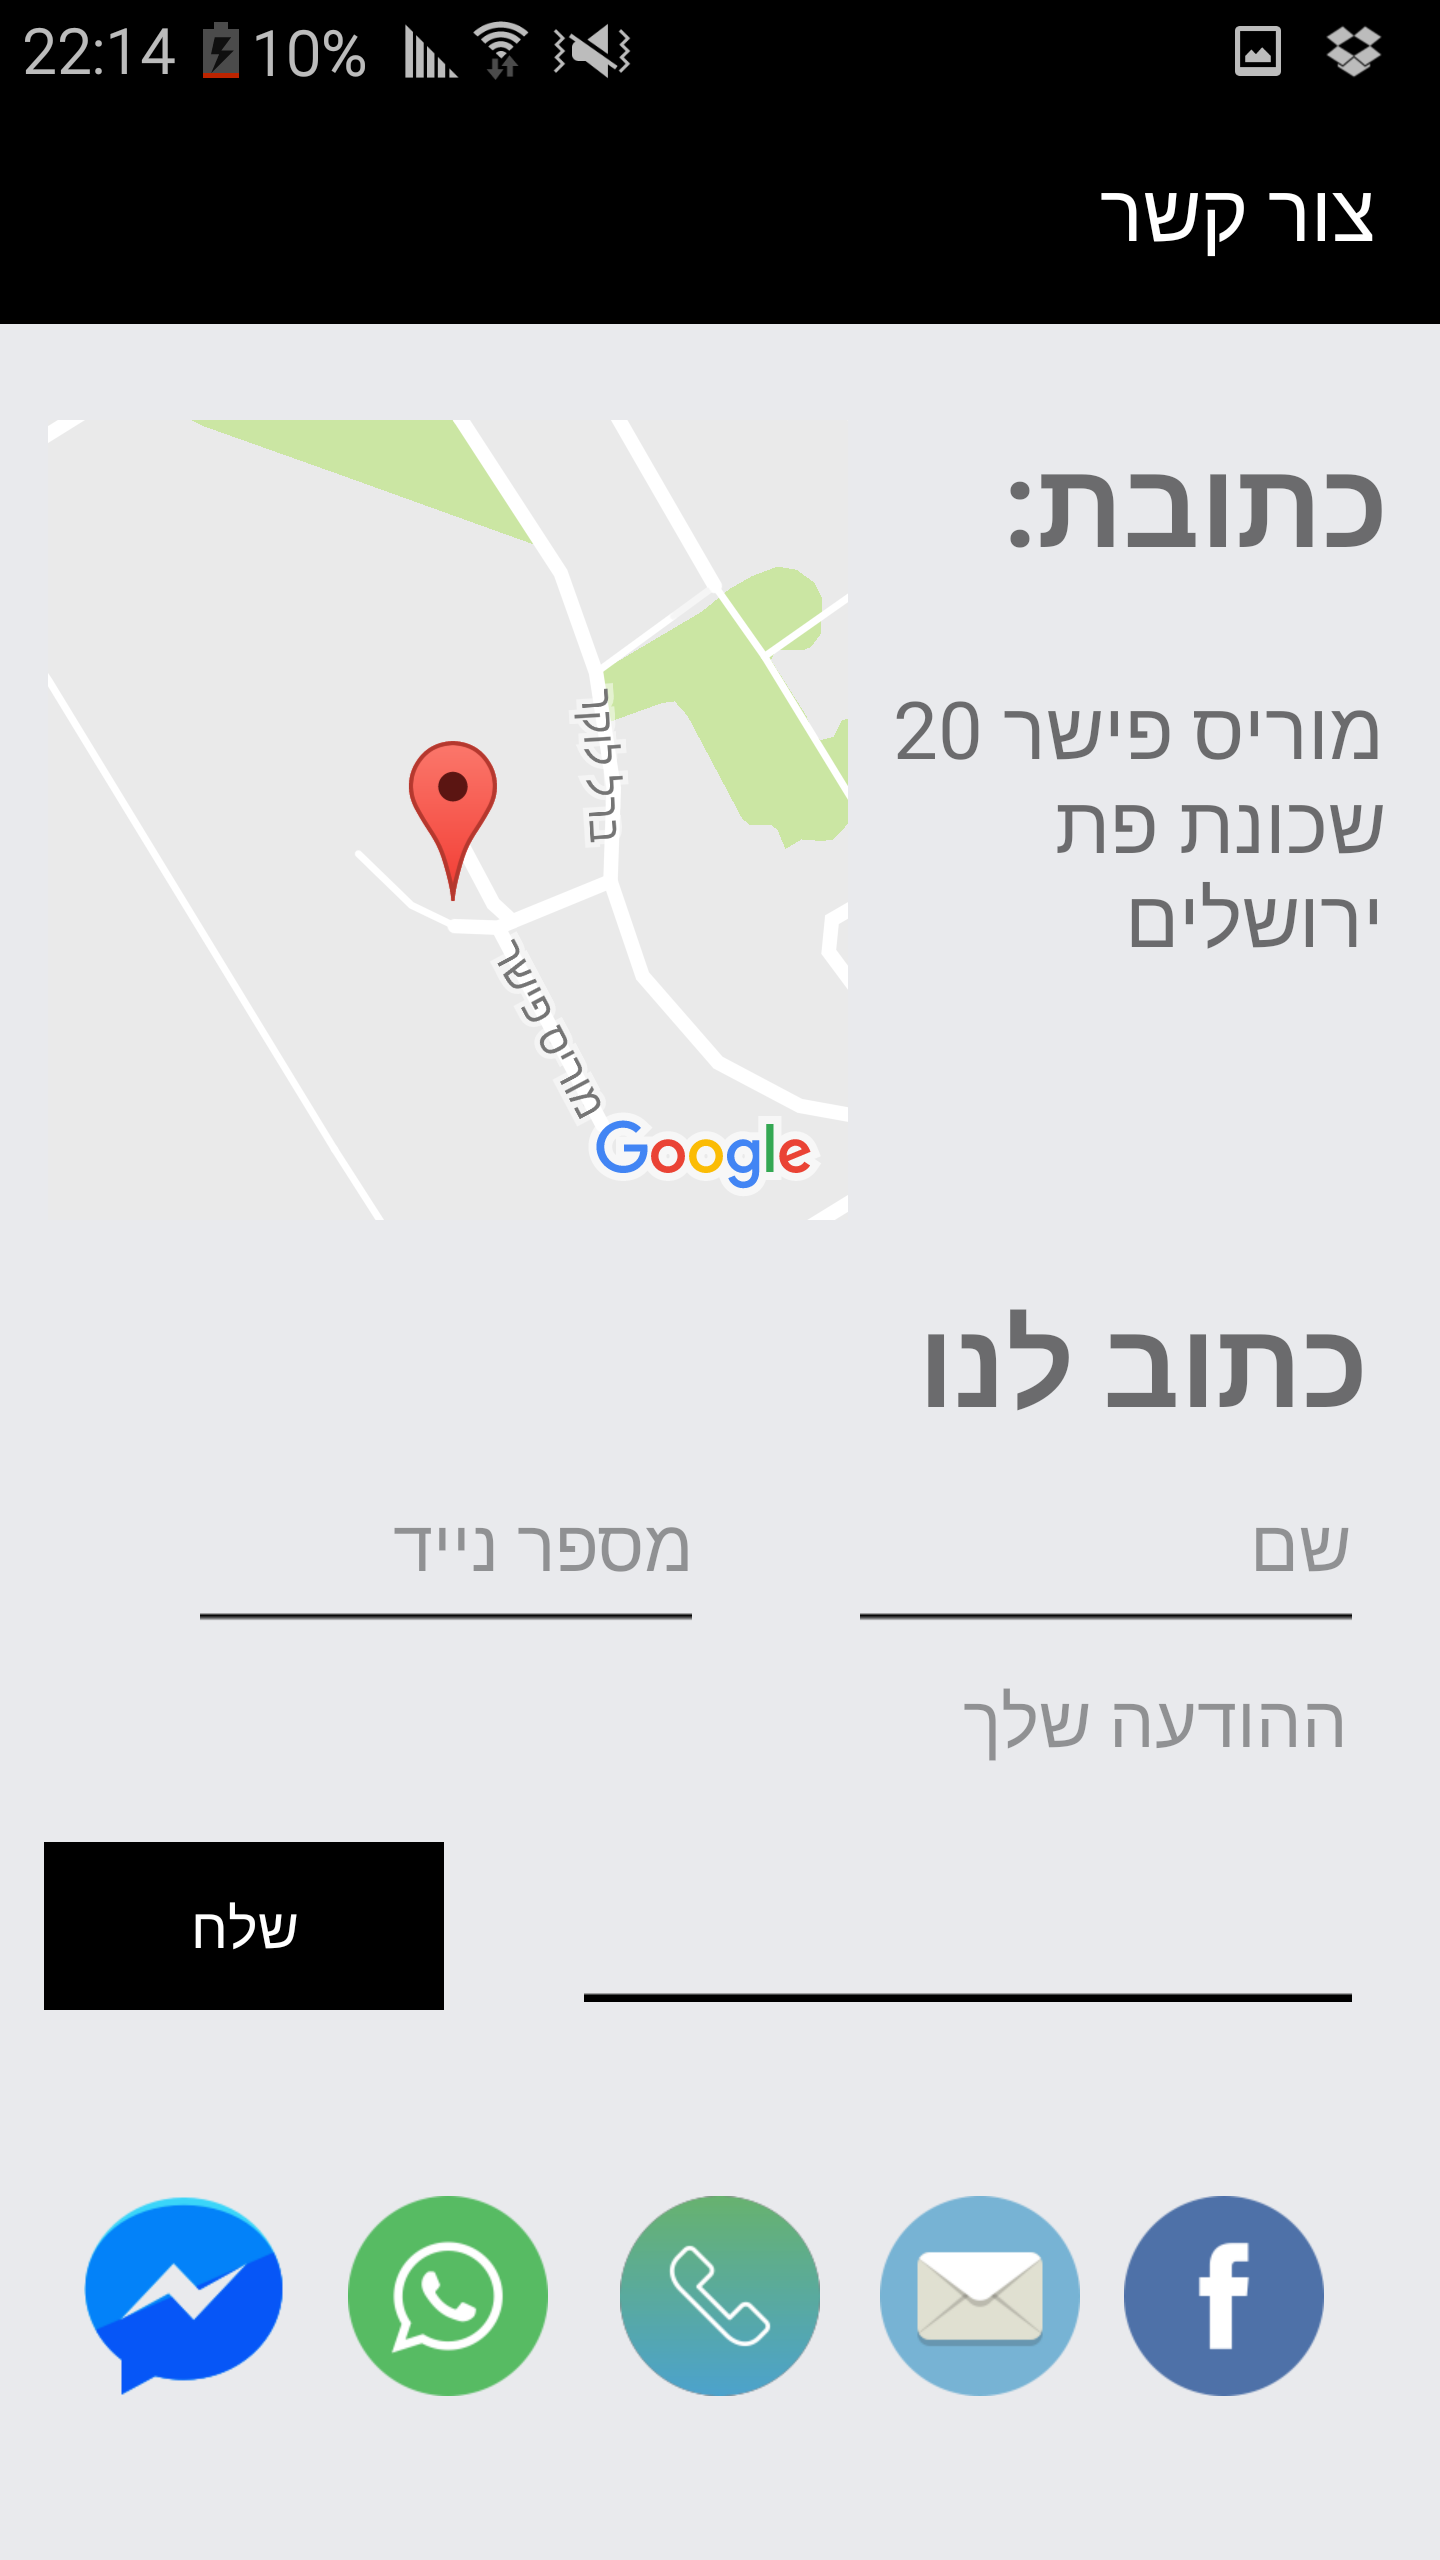 22:14 10%
צור קשר
כתובת:
מוריס פישר 20
שכונת פת
ירושלים
ברל לוקר
מוריס פישר
Google
כתוב לנו
שם
מספר נייד
ההודעה שלך
שלח